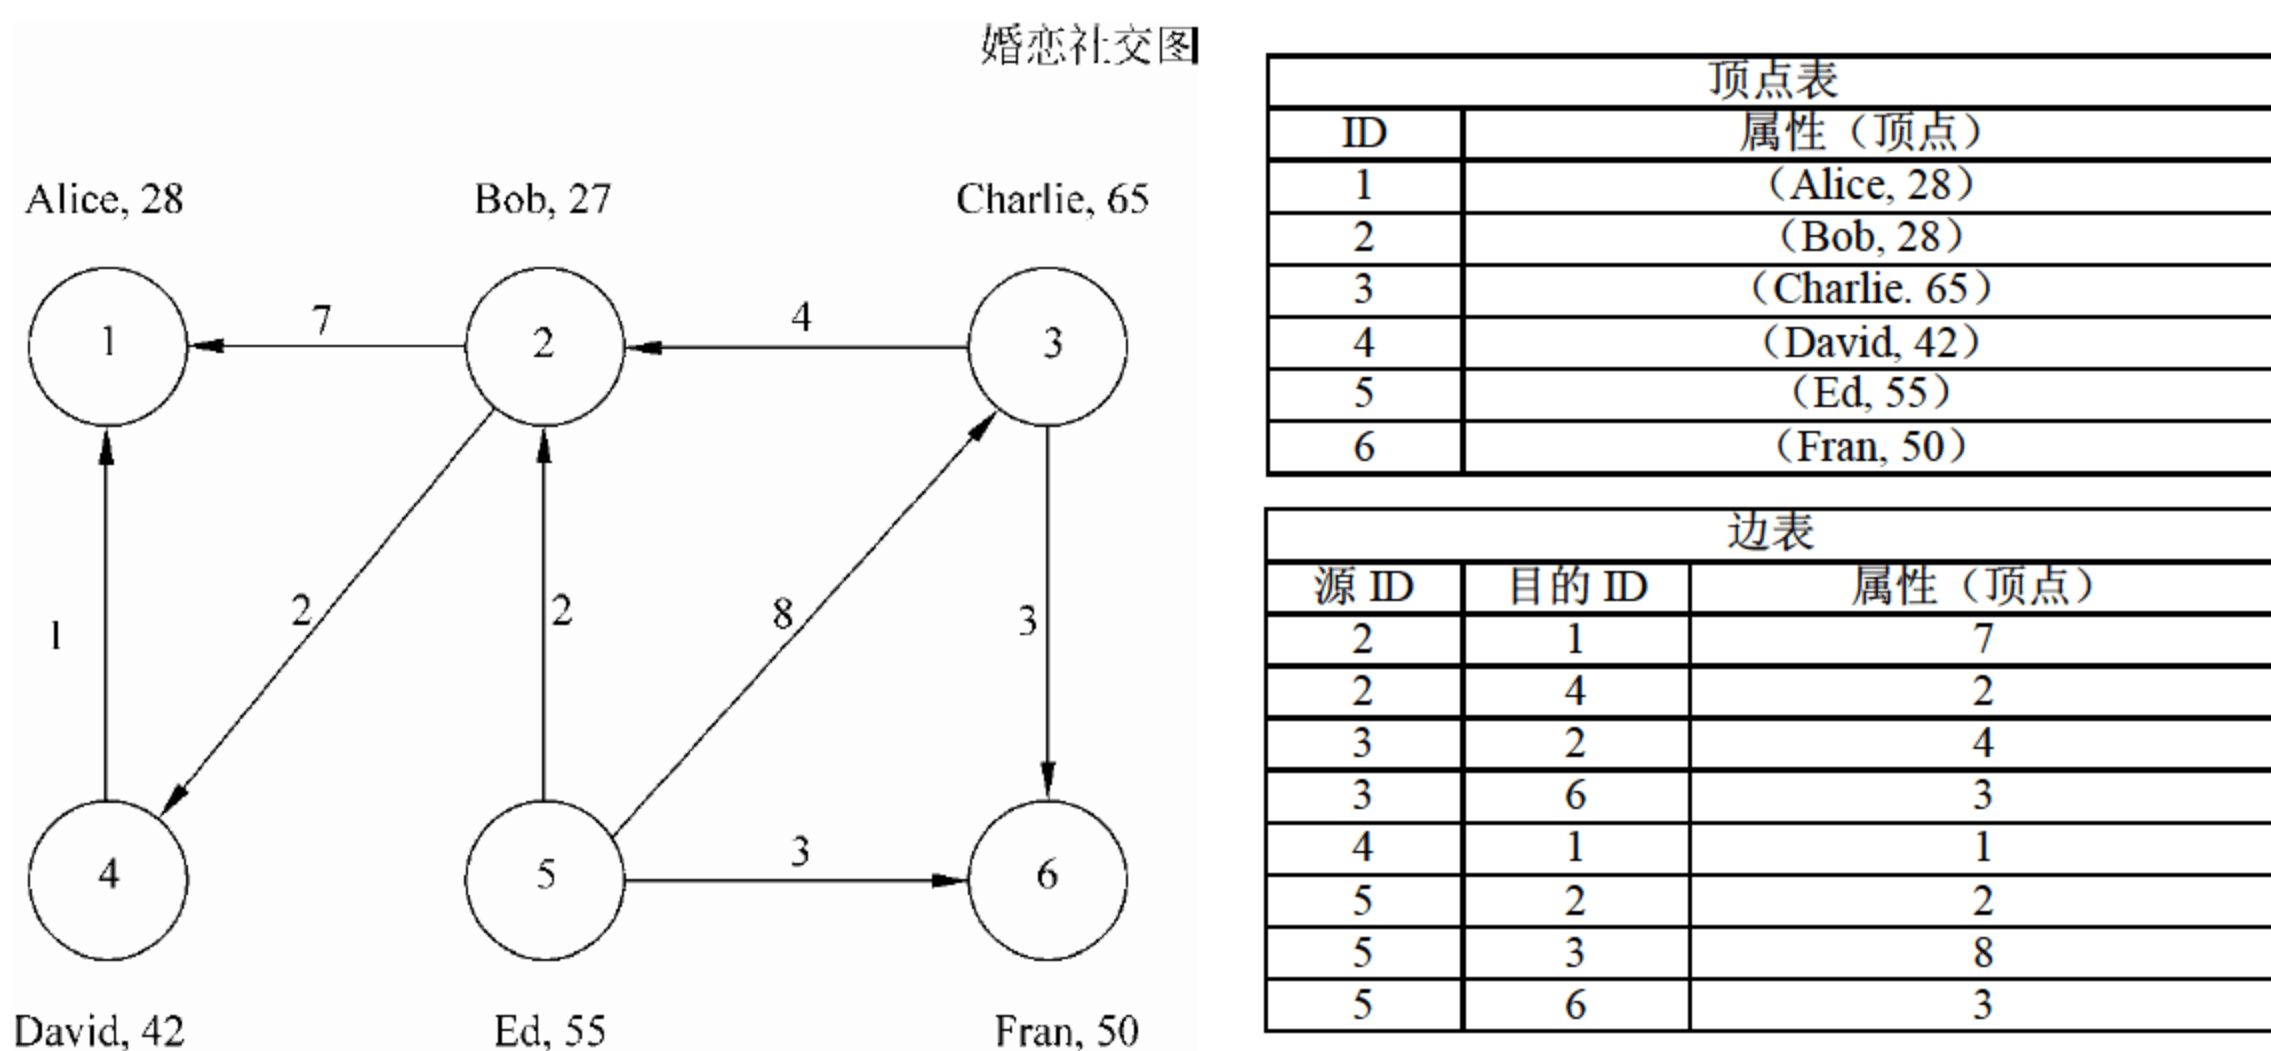 婚恋社交图
Alice, 28
Bob, 27
Charlie, 65
7
4
1
2
3
1
2
2
8
3
3
4
5
6
David, 42
Ed, 55
Fran, 50
顶点表
ID 属性（顶点）
1 （Alice, 28）
2 （Bob, 28）
3 （Charlie. 65）
4 （David, 42）
5 （Ed, 55）
6 （Fran, 50）
边表
源 ID 目的 ID 属性（顶点）
2 1 7
2 4 2
3 2 4
3 6 3
4 1 1
5 2 2
5 3 8
5 6 3